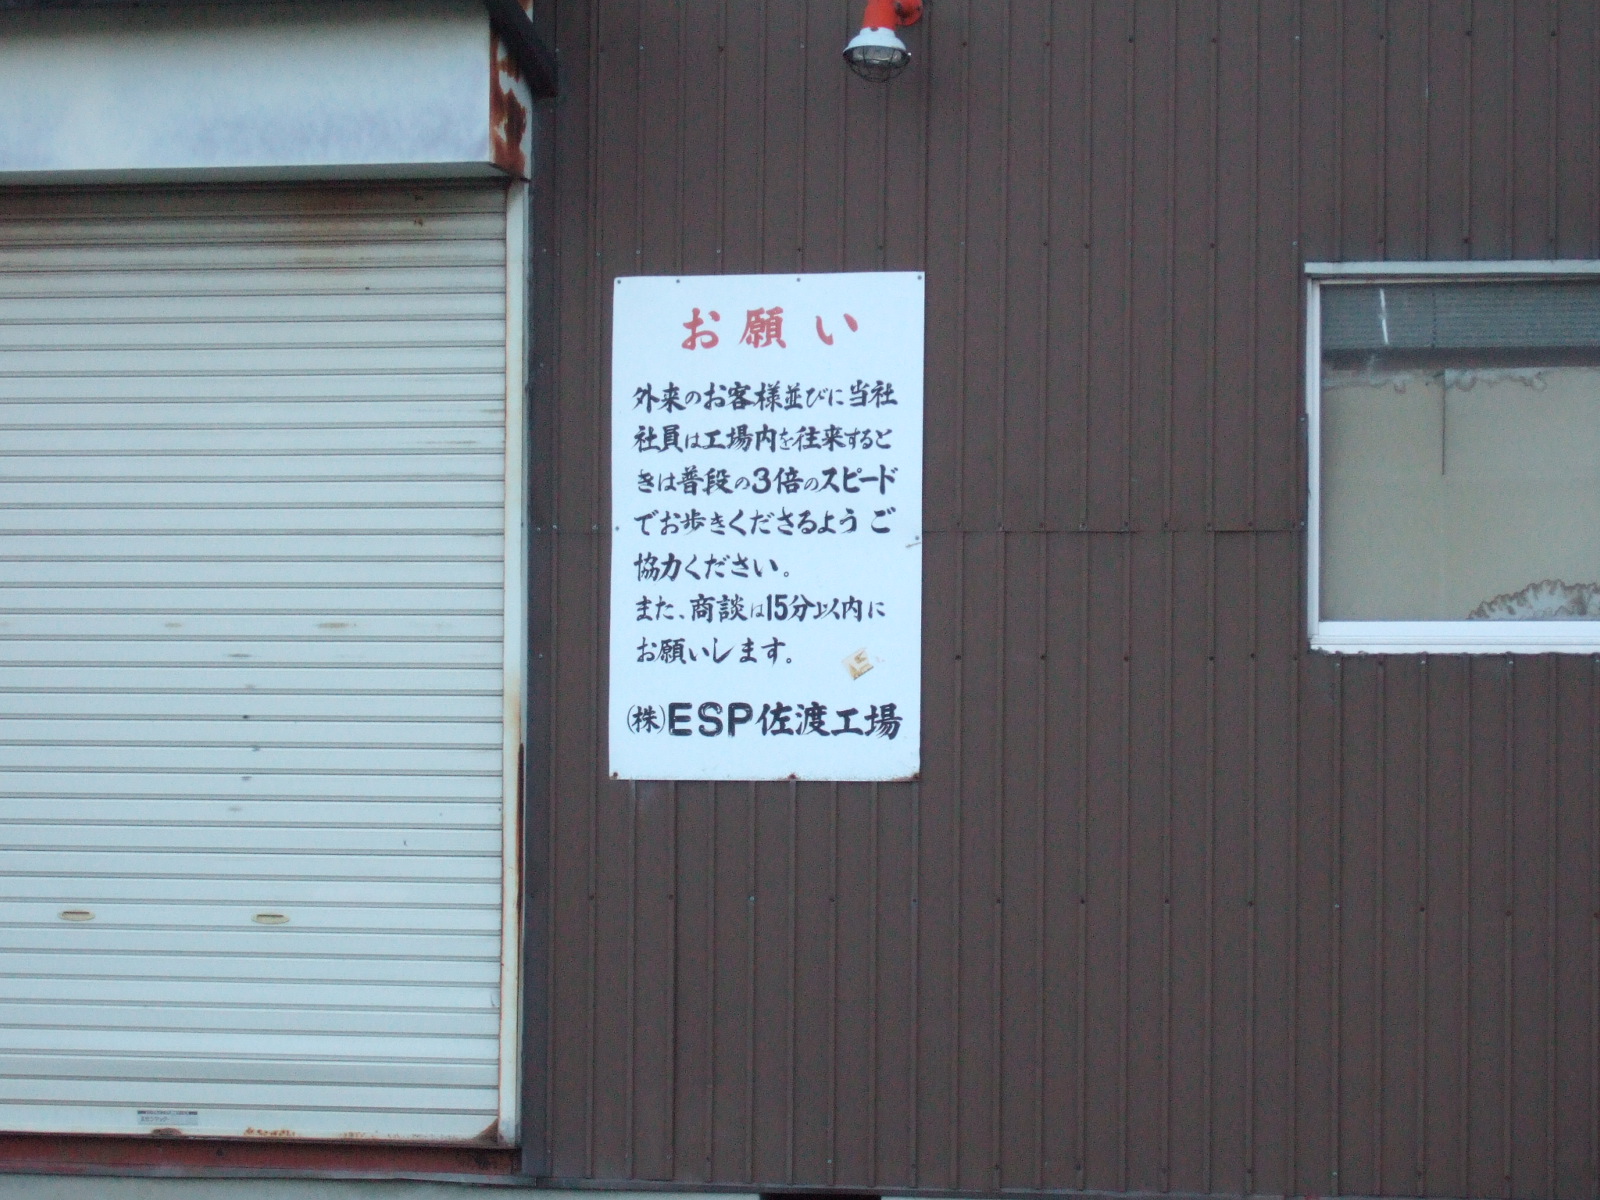 お願い
外来のお客様並びに当社
社員は工場内を往来すると
きは普段の3倍のスピード
でお歩きくださるようご
協力ください。
また、商談は15分以内に
お願いします。
(株)ESP佐渡工場